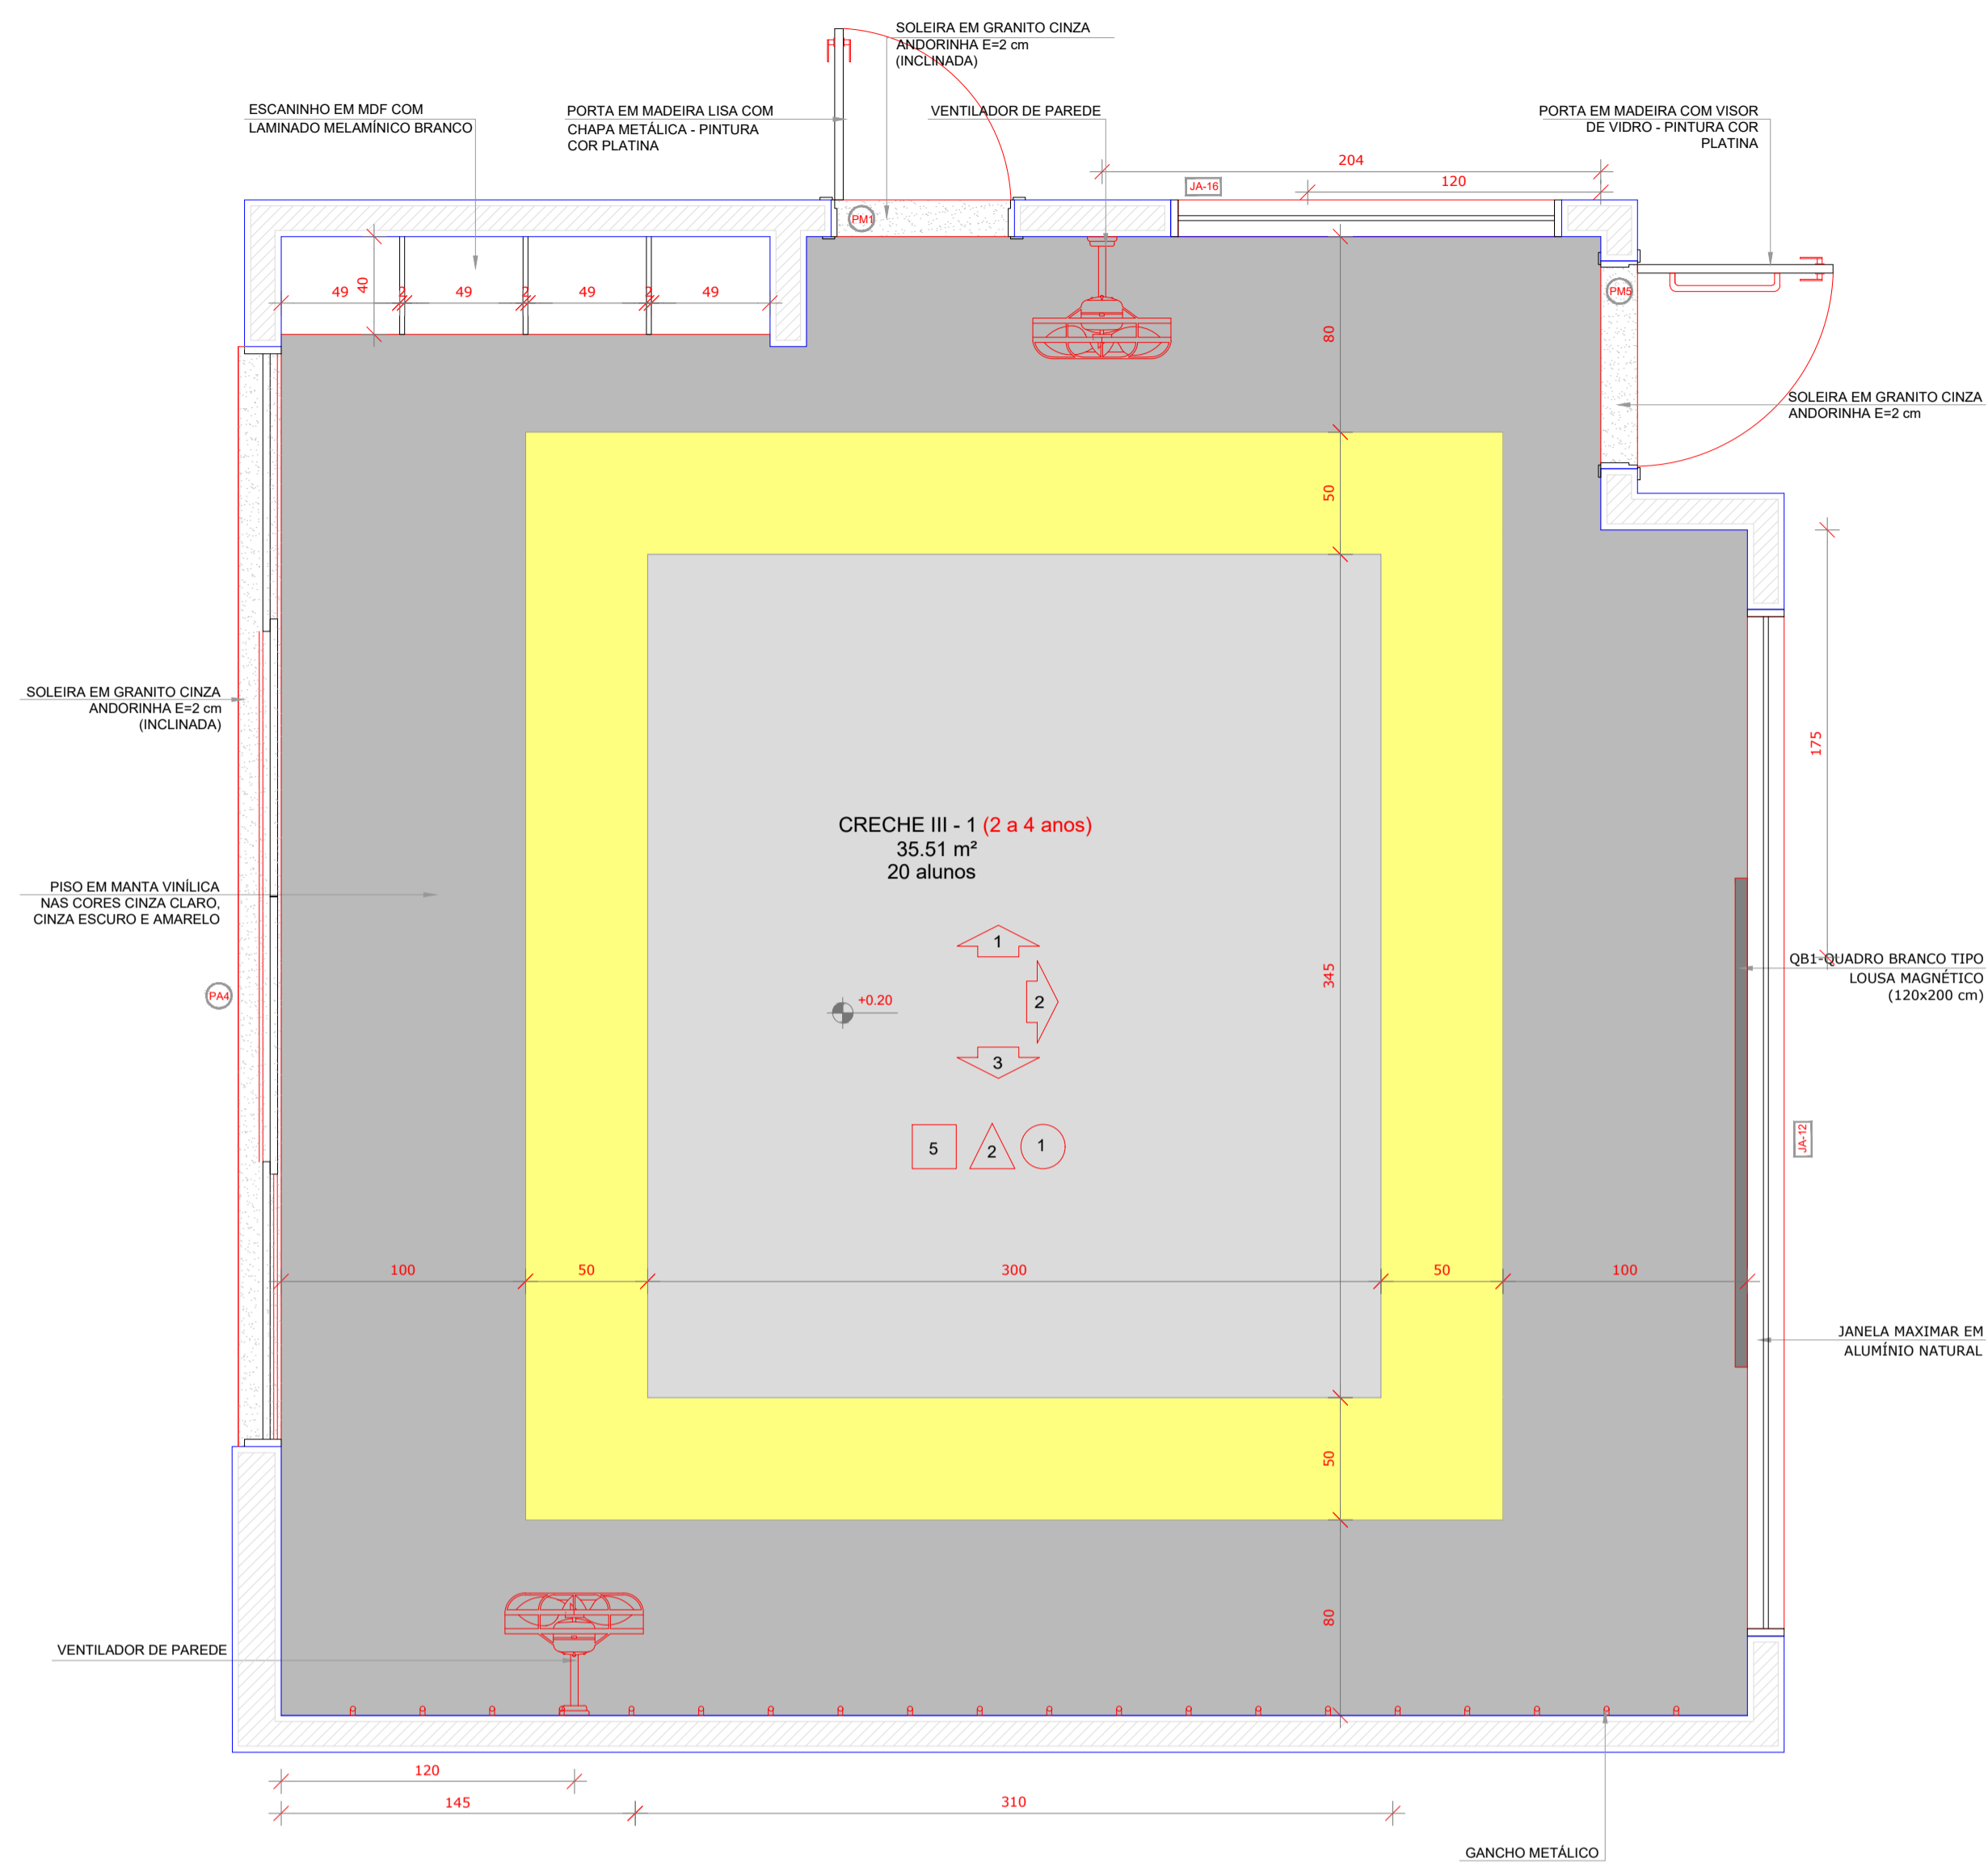 SOLEIRA EM GRANITO CINZA
ANDORINHA E=2 cm
(INCLINADA)
ESCANINHO EM MDF COM
LAMINADO MELAMÍNICO BRANCO
PORTA EM MADEIRA LISA COM
CHAPA METÁLICA - PINTURA
COR PLATINA
VENTILADOR DE PAREDE
PORTA EM MADEIRA COM VISOR
DE VIDRO - PINTURA COR
PLATINA
204
120
JA-16
PM1
40
49
2
49
2
49
2
49
PM5
80
SOLEIRA EM GRANITO CINZA
ANDORINHA E=2 cm
50
SOLEIRA EM GRANITO CINZA
ANDORINHA E=2 cm
(INCLINADA)
175
CRECHE III - 1 (2 a 4 anos)
35.51 m²
20 alunos
PISO EM MANTA VINÍLICA
NAS CORES CINZA CLARO,
CINZA ESCURO E AMARELO
1
2
3
+0.20
345
QB1-QUADRO BRANCO TIPO
LOUSA MAGNÉTICO
(120x200 cm)
PA4
5
2
1
JA-12
100
50
300
50
100
JANELA MAXIMAR EM
ALUMÍNIO NATURAL
50
80
VENTILADOR DE PAREDE
120
145
310
GANCHO METÁLICO